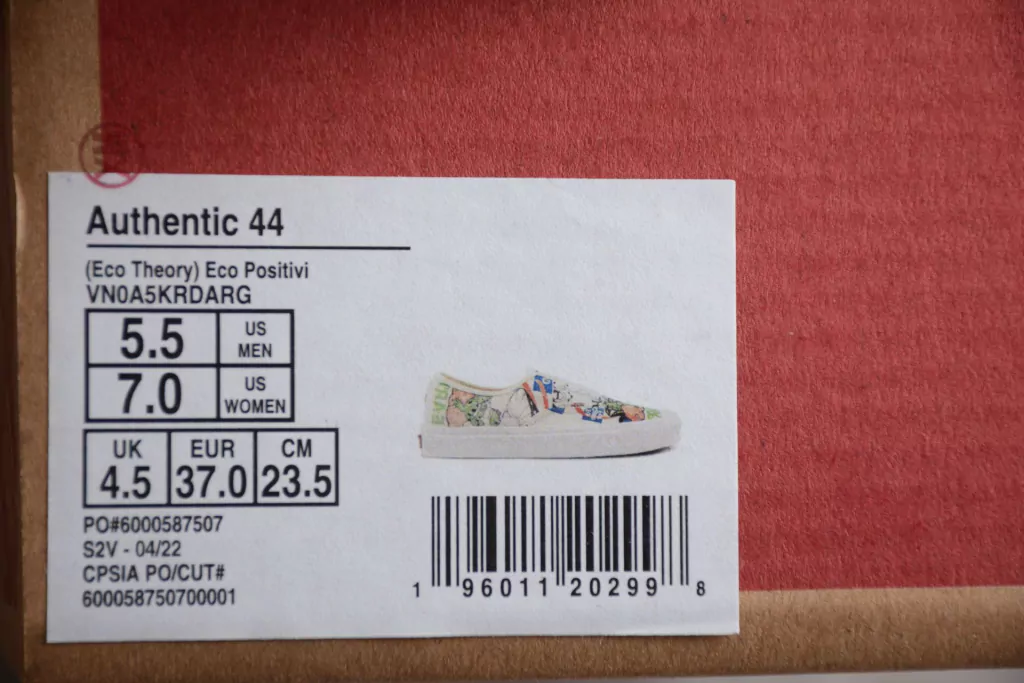 Authentic 44
(Eco Theory) Eco Positivi
VN0A5KRDARG
5.5 US MEN
7.0 US WOMEN
UK EUR CM
4.5 37.0 23.5
PO#6000587507
S2V - 04/22
CPSIA PO/CUT#
600058750700001
1 96011 20299 8